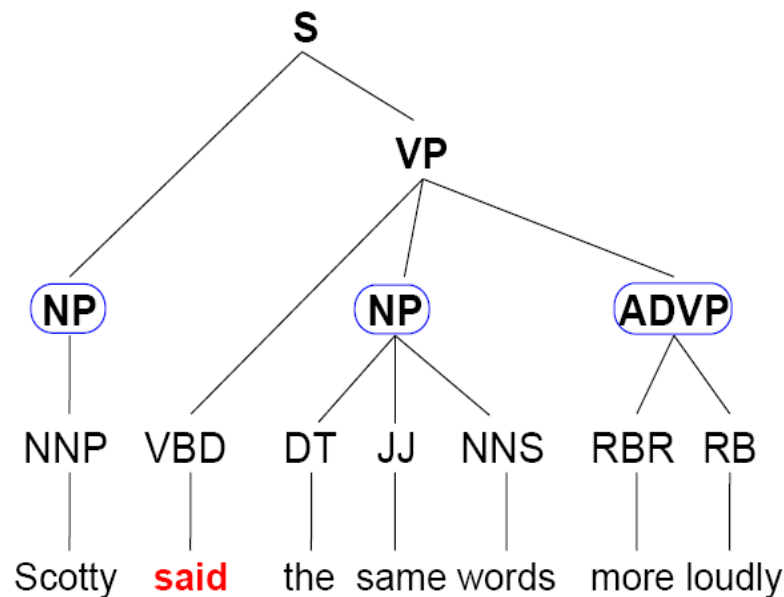 S
VP
NP NP ADVP
NNP VBD DT JJ NNS RBR RB
Scotty said the same words more loudly